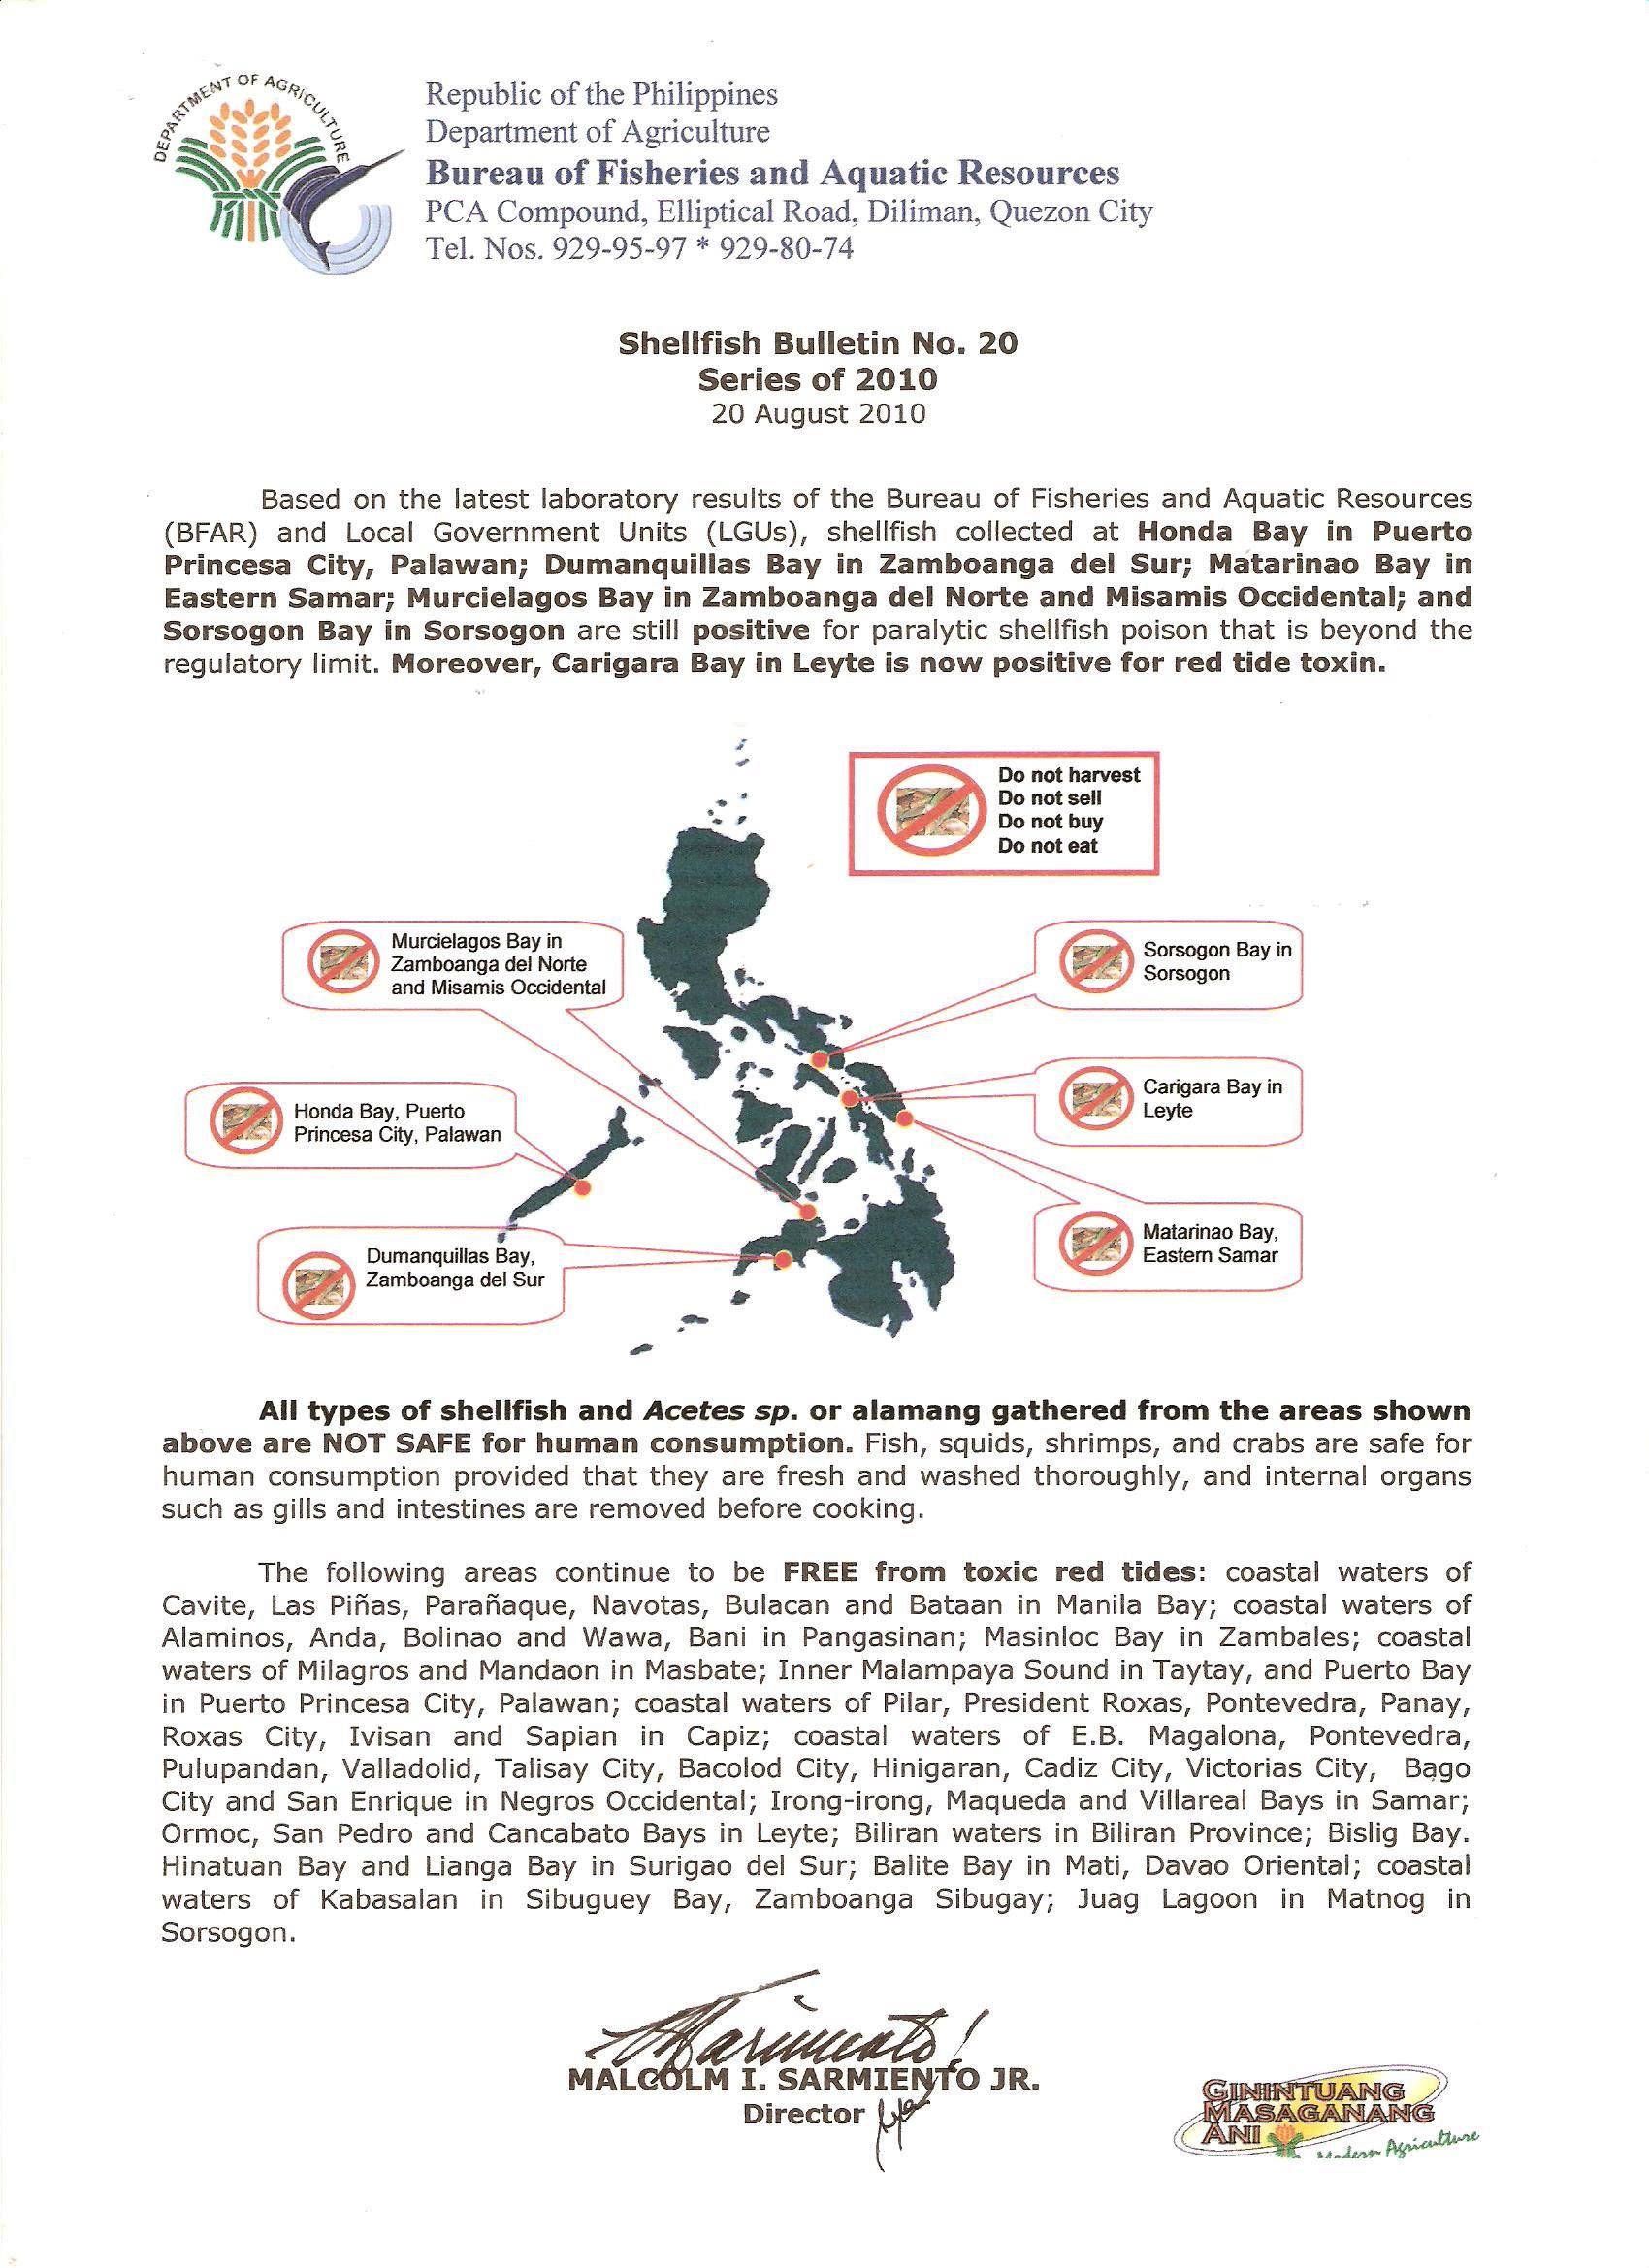 DEPARTMENT OF AGRICULTURE
Republic of the Philippines
Department of Agriculture
Bureau of Fisheries and Aquatic Resources
PCA Compound, Elliptical Road, Diliman, Quezon City
Tel. Nos. 929-95-97 * 929-80-74
Shellfish Bulletin No. 20
Series of 2010
20 August 2010
Based on the latest laboratory results of the Bureau of Fisheries and Aquatic Resources
(BFAR) and Local Government Units (LGUs), shellfish collected at Honda Bay in Puerto
Princesa City, Palawan; Dumanquillas Bay in Zamboanga del Sur; Matarinao Bay in
Eastern Samar; Murcielagos Bay in Zamboanga del Norte and Misamis Occidental; and
Sorsogon Bay in Sorsogon are still positive for paralytic shellfish poison that is beyond the
regulatory limit. Moreover, Carigara Bay in Leyte is now positive for red tide toxin.
Do not harvest
Do not sell
Do not buy
Do not eat
Murcielagos Bay in
Zamboanga del Norte
and Misamis Occidental
Sorsogon Bay in
Sorsogon
Honda Bay, Puerto
Princesa City, Palawan
Carigara Bay in
Leyte
Dumanquillas Bay,
Zamboanga del Sur
Matarinao Bay,
Eastern Samar
All types of shellfish and Acetes sp. or alamang gathered from the areas shown
above are NOT SAFE for human consumption. Fish, squids, shrimps, and crabs are safe for
human consumption provided that they are fresh and washed thoroughly, and internal organs
such as gills and intestines are removed before cooking.
The following areas continue to be FREE from toxic red tides: coastal waters of
Cavite, Las Piñas, Parañaque, Navotas, Bulacan and Bataan in Manila Bay; coastal waters of
Alaminos, Anda, Bolinao and Wawa, Bani in Pangasinan; Masinloc Bay in Zambales; coastal
waters of Milagros and Mandaon in Masbate; Inner Malampaya Sound in Taytay, and Puerto Bay
in Puerto Princesa City, Palawan; coastal waters of Pilar, President Roxas, Pontevedra, Panay,
Roxas City, Ivisan and Sapian in Capiz; coastal waters of E.B. Magalona, Pontevedra,
Pulupandan, Valladolid, Talisay City, Bacolod City, Hinigaran, Cadiz City, Victorias City, Bago
City and San Enrique in Negros Occidental; Irong-irong, Maqueda and Villareal Bays in Samar;
Ormoc, San Pedro and Cancabato Bays in Leyte; Biliran waters in Biliran Province; Bislig Bay.
Hinatuan Bay and Lianga Bay in Surigao del Sur; Balite Bay in Mati, Davao Oriental; coastal
waters of Kabasalan in Sibuguey Bay, Zamboanga Sibugay; Juag Lagoon in Matnog in
Sorsogon.
MALCOLM I. SARMIENTO JR.
Director
GININTUANG
MASAGANANG
ANI
Modern Agriculture